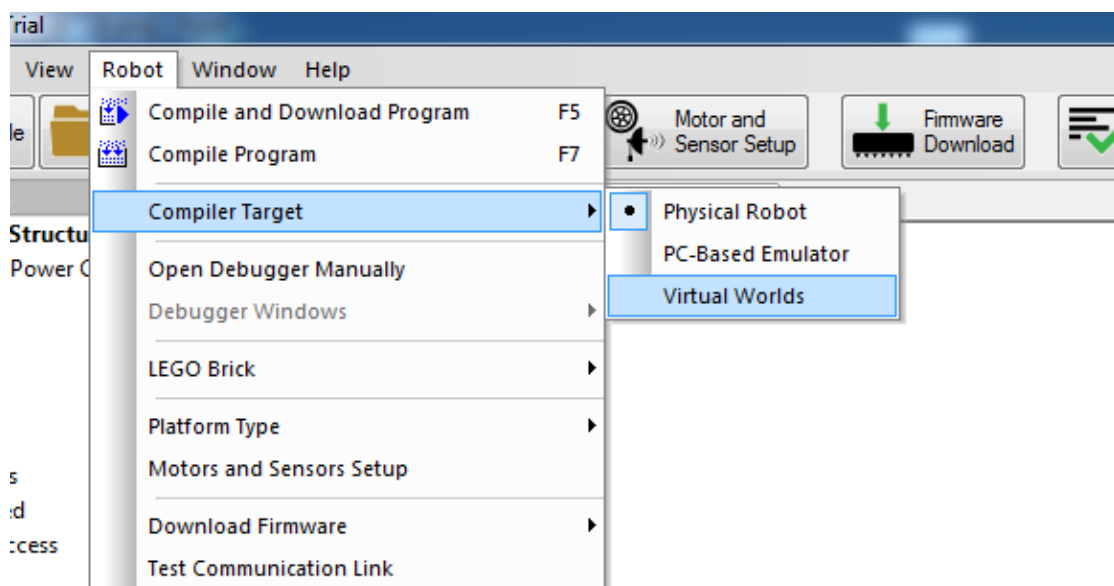 rial
View Robot Window Help
Compile and Download Program F5
Compile Program F7
Motor and
Sensor Setup
Firmware
Download
Compiler Target
Physical Robot
PC-Based Emulator
Virtual Worlds
Structu
Power
Open Debugger Manually
Debugger Windows
LEGO Brick
Platform Type
Motors and Sensors Setup
Download Firmware
Test Communication Link
s
ed
ccess